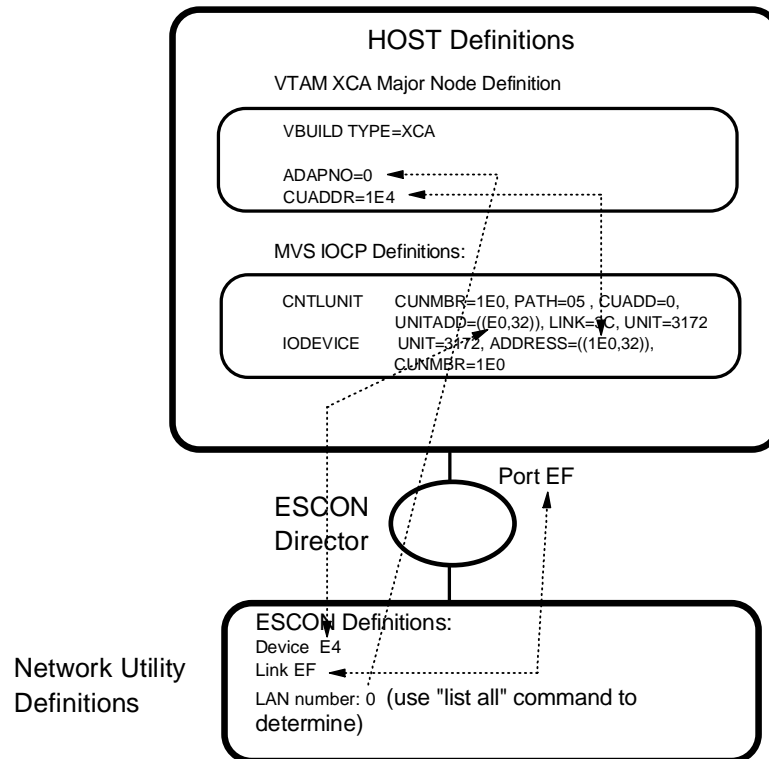 HOST Definitions
VTAM XCA Major Node Definition
VBUILD TYPE=XCA
ADAPNO=0
CUADDR=1E4
MVS IOCP Definitions:
CNTLUNIT CUNMBR=1E0, PATH=05 , CUADD=0,
UNITADD=((E0,32)), LINK=SC, UNIT=3172
IODEVICE UNIT=3172, ADDRESS=((1E0,32)),
CUNMBR=1E0
Port EF
ESCON
Director
ESCON Definitions:
Device E4
Link EF
LAN number: 0 (use "list all" command to
determine)
Network Utility
Definitions